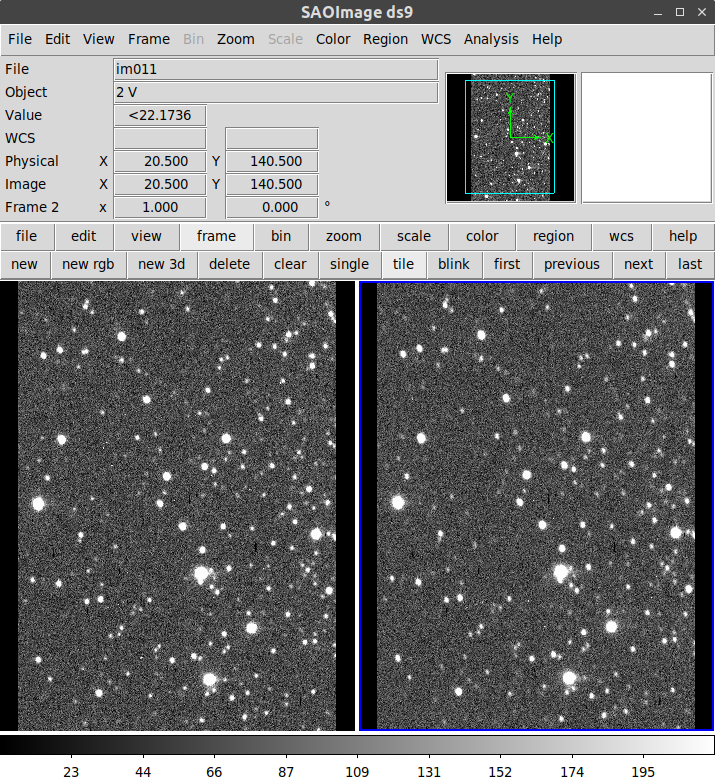 SAOImage ds9
File Edit View Frame Bin Zoom Scale Color Region WCS Analysis Help
File im011
Object 2 V
Value <22.1736
WCS
Physical X 20.500 Y 140.500
Image X 20.500 Y 140.500
Frame 2 x 1.000 0.000 °
Y
X
file edit view frame bin zoom scale color region wcs help
new new rgb new 3d delete clear single tile blink first previous next last
23 44 66 87 109 131 152 174 195